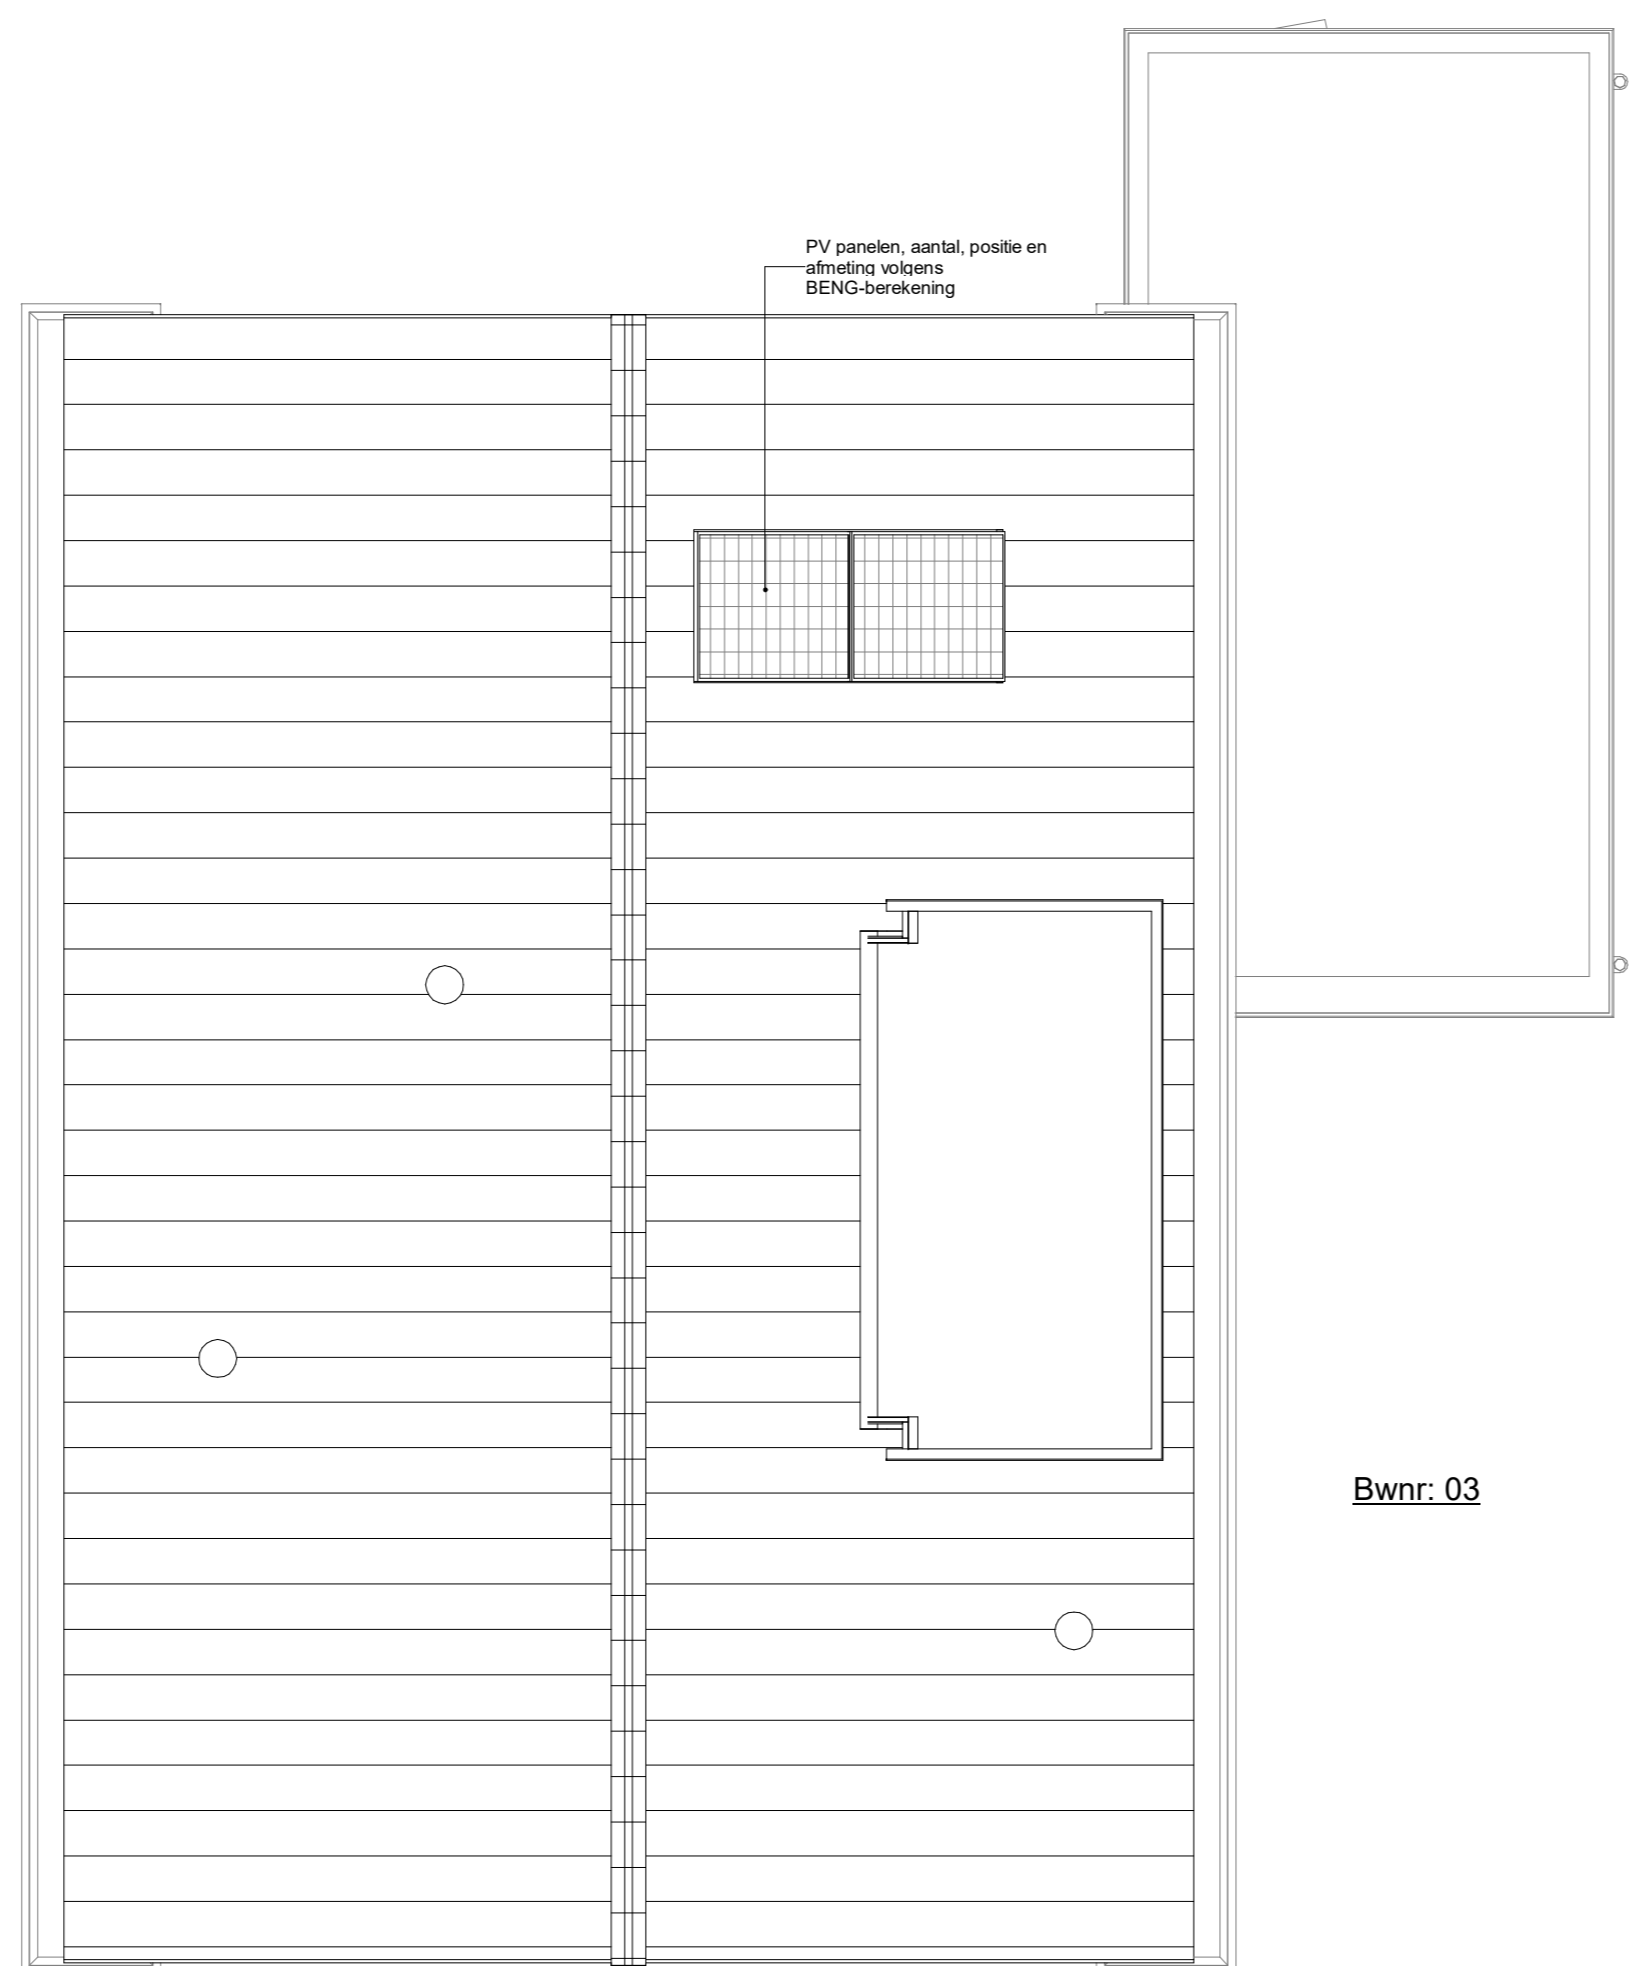 PV panelen, aantal, positie en
afmeting volgens
BENG-berekening
Bwnr: 03